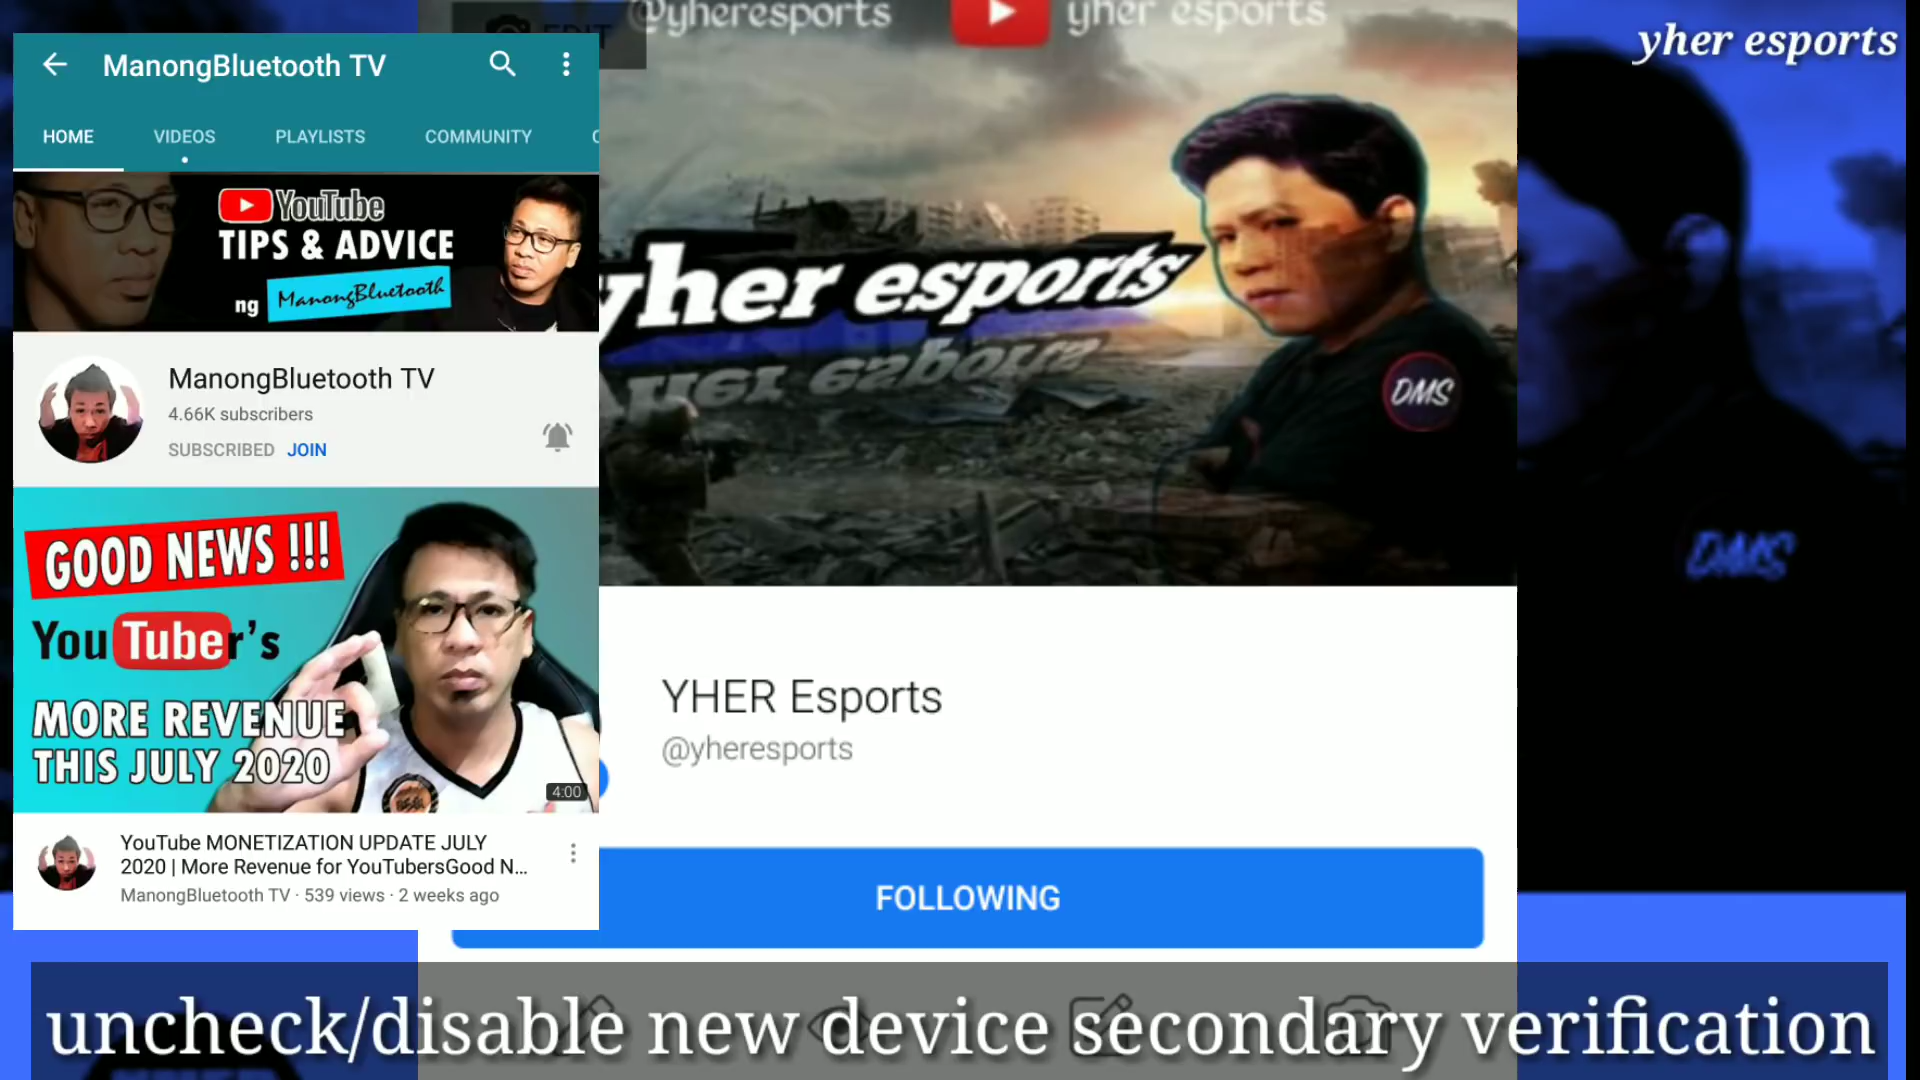 @yheresports
yher esports
yher esports
EDIT
ManongBluetooth TV
HOME
VIDEOS
PLAYLISTS
COMMUNITY
YouTube
TIPS & ADVICE
ng ManongBluetooth
yher esports
DMS
ManongBluetooth TV
4.66K subscribers
SUBSCRIBED JOIN
GOOD NEWS !!!
YouTuber's
MORE REVENUE
THIS JULY 2020
4:00
DMS
YHER Esports
@yheresports
YouTube MONETIZATION UPDATE JULY
2020 | More Revenue for YouTubersGood N...
ManongBluetooth TV · 539 views · 2 weeks ago
FOLLOWING
uncheck/disable new device secondary verification